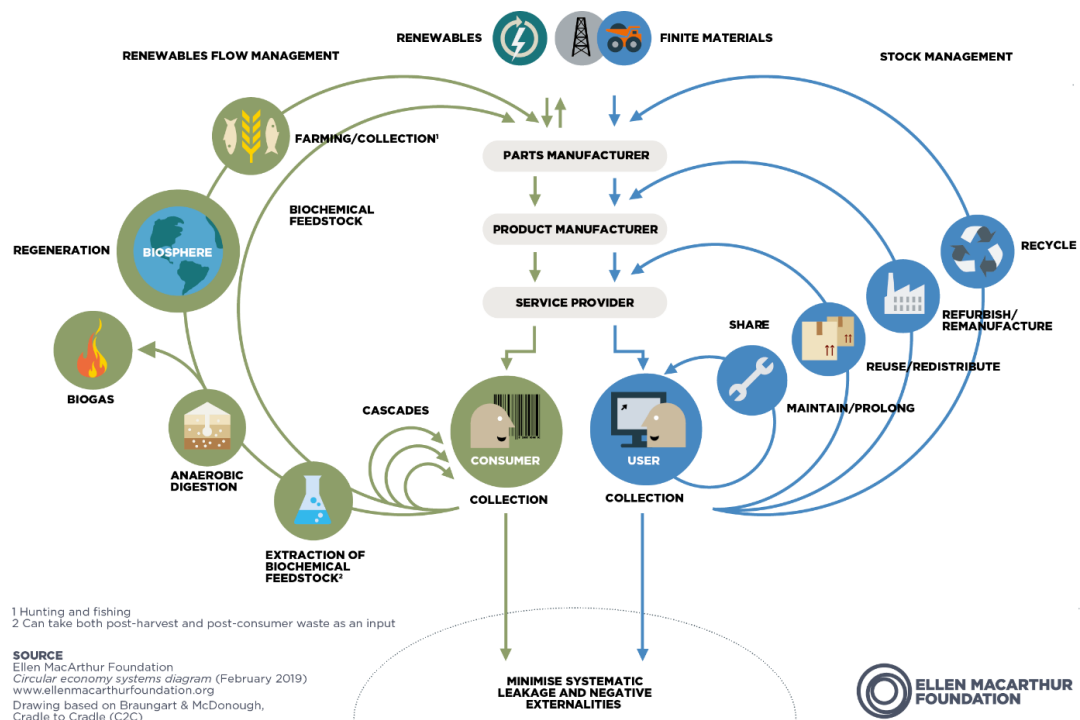 RENEWABLES
FINITE MATERIALS
RENEWABLES FLOW MANAGEMENT
STOCK MANAGEMENT
FARMING/COLLECTION¹
PARTS MANUFACTURER
BIOCHEMICAL
FEEDSTOCK
PRODUCT MANUFACTURER
REGENERATION
BIOSPHERE
RECYCLE
SERVICE PROVIDER
SHARE
REFURBISH/
REMANUFACTURE
REUSE/REDISTRIBUTE
BIOGAS
CASCADES
MAINTAIN/PROLONG
CONSUMER
USER
ANAEROBIC
DIGESTION
COLLECTION
COLLECTION
EXTRACTION OF
BIOCHEMICAL
FEEDSTOCK²
1 Hunting and fishing
2 Can take both post-harvest and post-consumer waste as an input
SOURCE
Ellen MacArthur Foundation
Circular economy systems diagram (February 2019)
www.ellenmacarthurfoundation.org
Drawing based on Braungart & McDonough,
Cradle to Cradle (C2C)
MINIMISE SYSTEMATIC
LEAKAGE AND NEGATIVE
EXTERNALITIES
ELLEN MACARTHUR
FOUNDATION